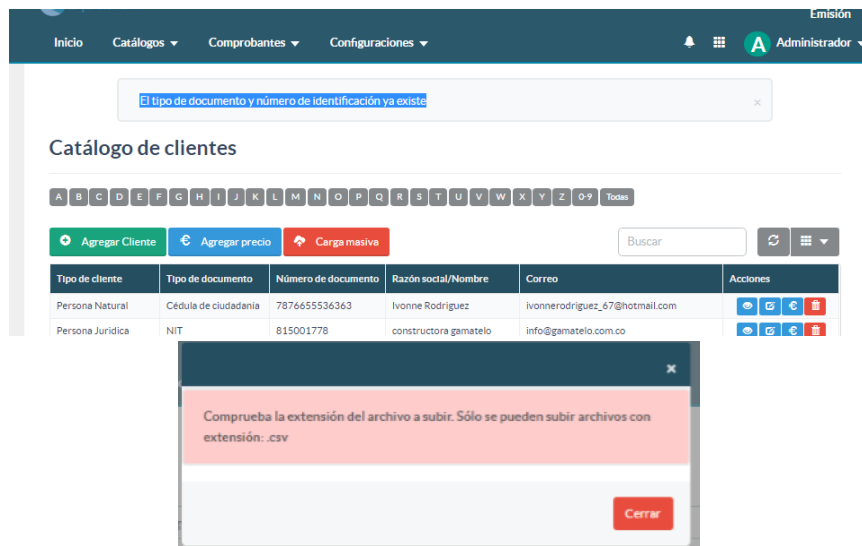 Emisión
Inicio Catálogos Comprobantes Configuraciones A Administrador
El tipo de documento y número de identificación ya existe ×
Catálogo de clientes
A B C D E F G H I J K L M N O P Q R S T U V W X Y Z 0-9 Todas
Agregar Cliente € Agregar precio Carga masiva Buscar
Tipo de cliente Tipo de documento Número de documento Razón social/Nombre Correo Acciones
Persona Natural Cédula de ciudadania 7876655536363 Ivonne Rodriguez ivonnerodriguez_67@hotmail.com €
Persona Juridica NIT 815001778 constructora gamatelo info@gamatelo.com.co €
×
Comprueba la extensión del archivo a subir. Sólo se pueden subir archivos con
extensión: .csv
Cerrar